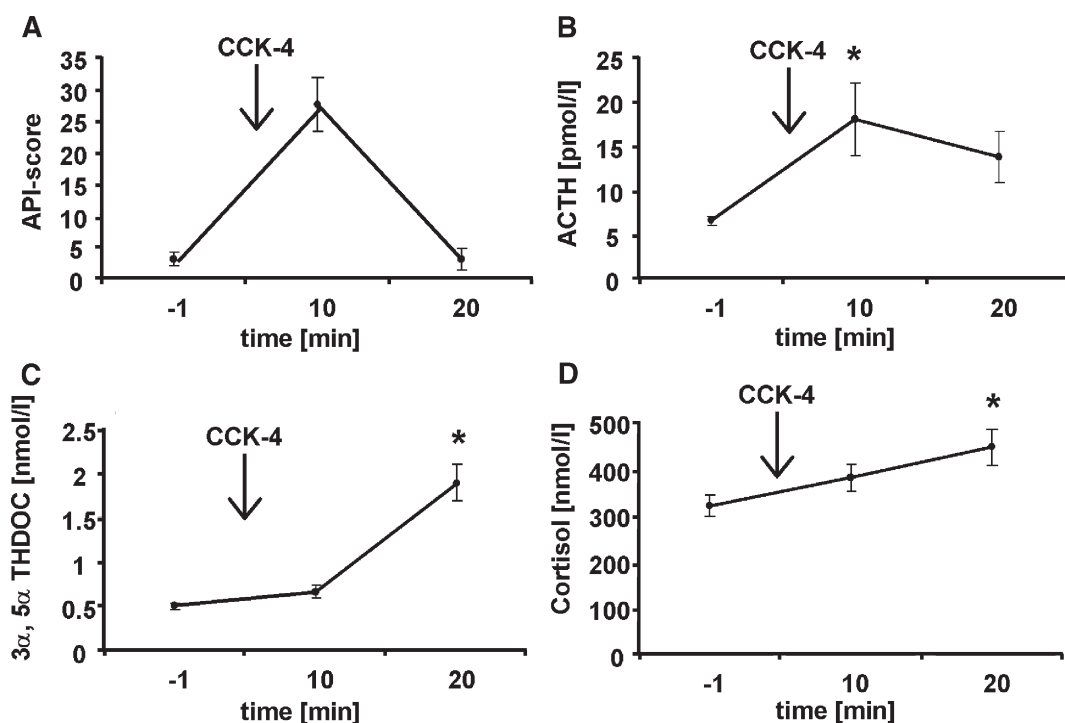 A
CCK-4
35
30
25
20
15
10
5
0
API-score
-1 10 20
time [min]
B
CCK-4
*
25
20
15
10
5
0
ACTH [pmol/l]
-1 10 20
time [min]
C
CCK-4
*
2.5
2
1.5
1
0.5
0
3α, 5α THDOC [nmol/l]
-1 10 20
time [min]
D
CCK-4
*
500
400
300
200
100
0
Cortisol [nmol/l]
-1 10 20
time [min]